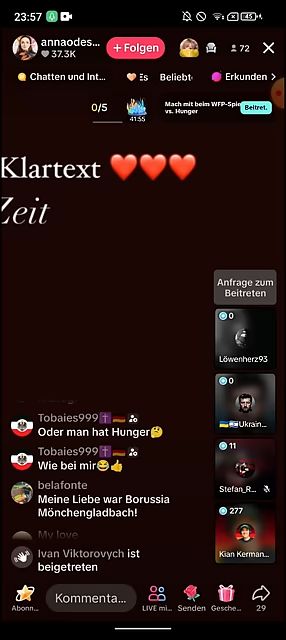 23:57
45
annaodes...
37.3K
+ Folgen
72
Chatten und Int...
Es
Beliebt
Erkunden
0/5
41:55
Mach mit beim WFP-Spie
vs. Hunger
Beitret.
Klartext ❤️❤️❤️
Zeit
Anfrage zum
Beitreten
0
Löwenherz93
0
🇺🇦🇮🇱Ukrain...
11
Stefan_R...
277
Kian Kerman...
Tobaies999✝️🇩🇪
Oder man hat Hunger🤔
Tobaies999✝️🇩🇪
Wie bei mir😂👍
belafonte
Meine Liebe war Borussia
Mönchengladbach!
My love
Ivan Viktorovych ist
beigetreten
Abonn...
Kommenta...
LIVE mi...
Senden
Gesche...
29